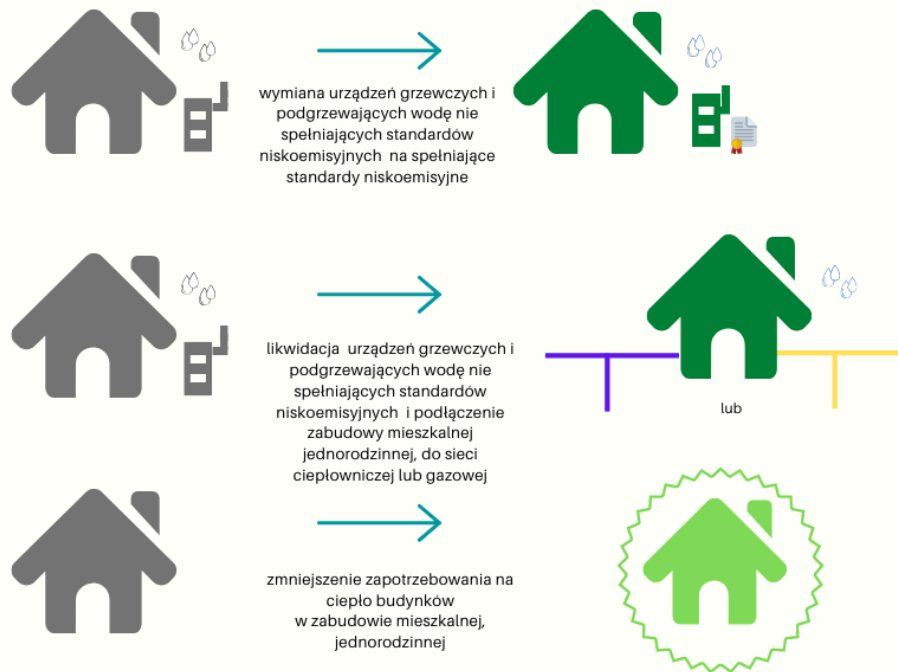 wymiana urządzeń grzewczych i
podgrzewających wodę nie
spełniających standardów
niskoemisyjnych na spełniające
standardy niskoemisyjne
likwidacja urządzeń grzewczych i
podgrzewających wodę nie
spełniających standardów
niskoemisyjnych i podłączenie
zabudowy mieszkalnej
jednorodzinnej, do sieci
ciepłowniczej lub gazowej
lub
zmniejszenie zapotrzebowania na
ciepło budynków
w zabudowie mieszkalnej,
jednorodzinnej